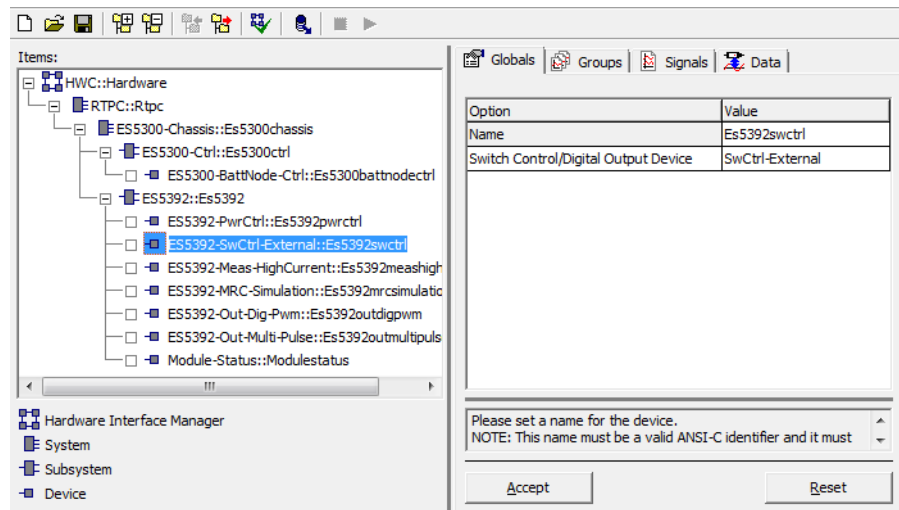 Items:
HWC::Hardware
RTPC::Rtpc
ES5300-Chassis::Es5300chassis
ES5300-Ctrl::Es5300ctrl
ES5300-BattNode-Ctrl::Es5300battnodectrl
ES5392::Es5392
ES5392-PwrCtrl::Es5392pwrctrl
ES5392-SwCtrl-External::Es5392swctrl
ES5392-Meas-HighCurrent::Es5392meashigh
ES5392-MRC-Simulation::Es5392mrcsimulatic
ES5392-Out-Dig-Pwm::Es5392outdigpwm
ES5392-Out-Multi-Pulse::Es5392outmultipuls
Module-Status::Modulestatus
Hardware Interface Manager
System
Subsystem
Device
Globals Groups Signals Data
Option Value
Name Es5392swctrl
Switch Control/Digital Output Device SwCtrl-External
Please set a name for the device.
NOTE: This name must be a valid ANSI-C identifier and it must
Accept Reset